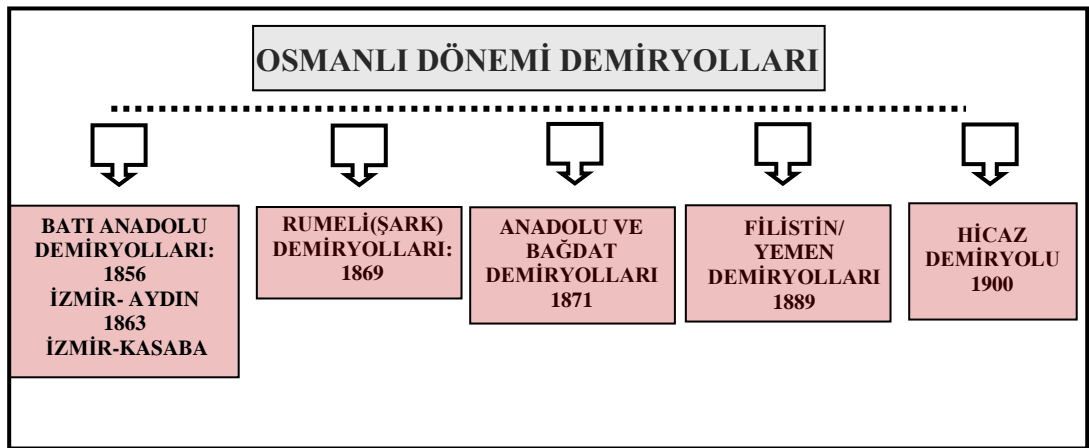 OSMANLI DÖNEMİ DEMİRYOLLARI
BATI ANADOLU
DEMİRYOLLARI:
1856
İZMİR- AYDIN
1863
İZMİR-KASABA
RUMELİ(ŞARK)
DEMİRYOLLARI:
1869
ANADOLU VE
BAĞDAT
DEMİRYOLLARI
1871
FİLİSTİN/
YEMEN
DEMİRYOLLARI
1889
HİCAZ
DEMİRYOLU
1900